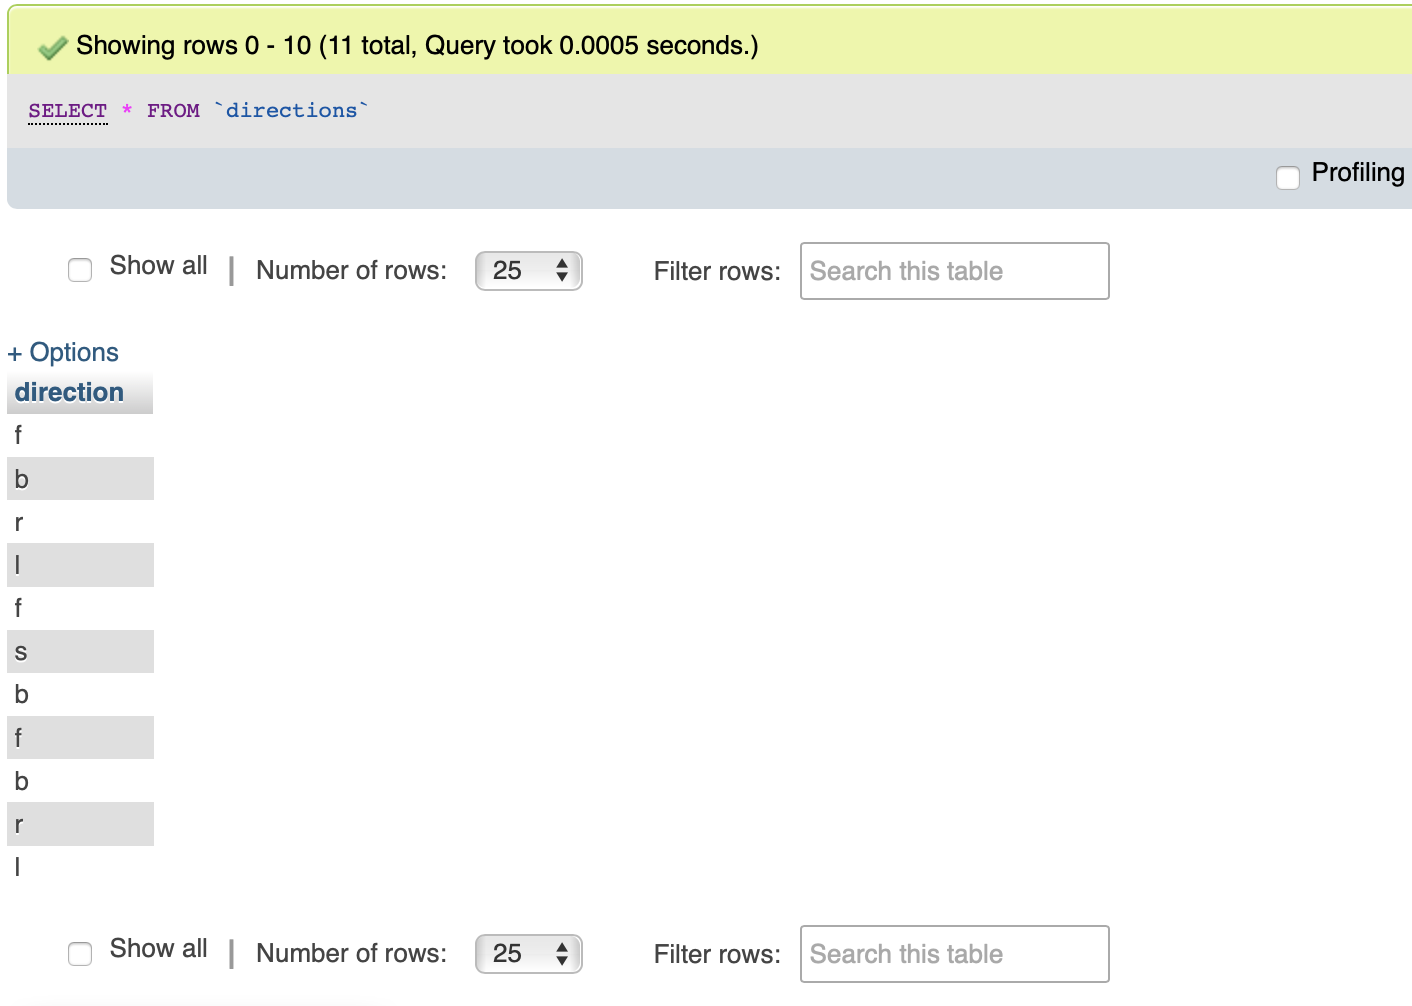 Showing rows 0 - 10 (11 total, Query took 0.0005 seconds.)
SELECT * FROM `directions`
Profiling
Show all | Number of rows: 25 Filter rows: Search this table
+ Options
direction
f
b
r
l
f
s
b
f
b
r
l
Show all | Number of rows: 25 Filter rows: Search this table